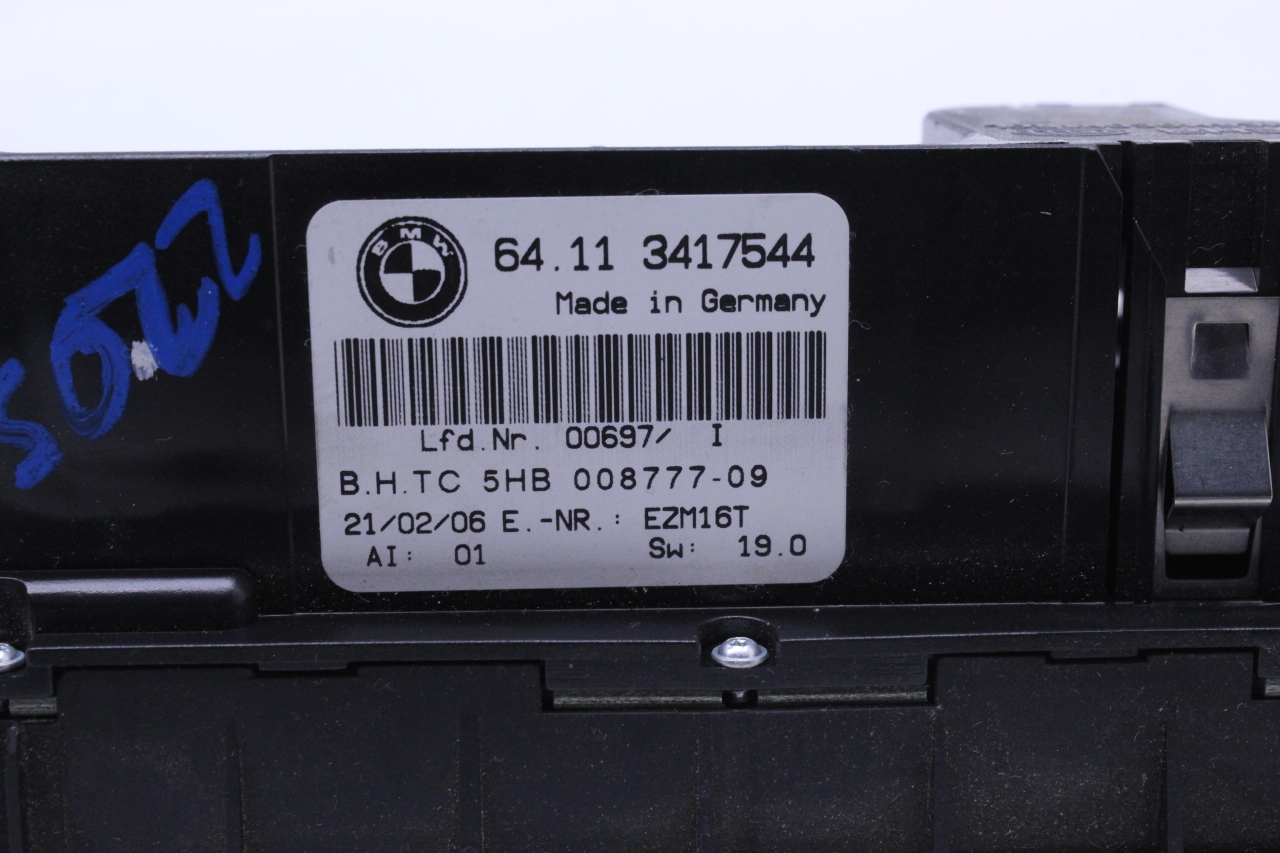 BMW
64.11 3417544
Made in Germany
Lfd.Nr. 00697/ I
B.H.TC 5HB 008777-09
21/02/06 E.-NR.: EZM16T
AI: 01 Sw: 19.0